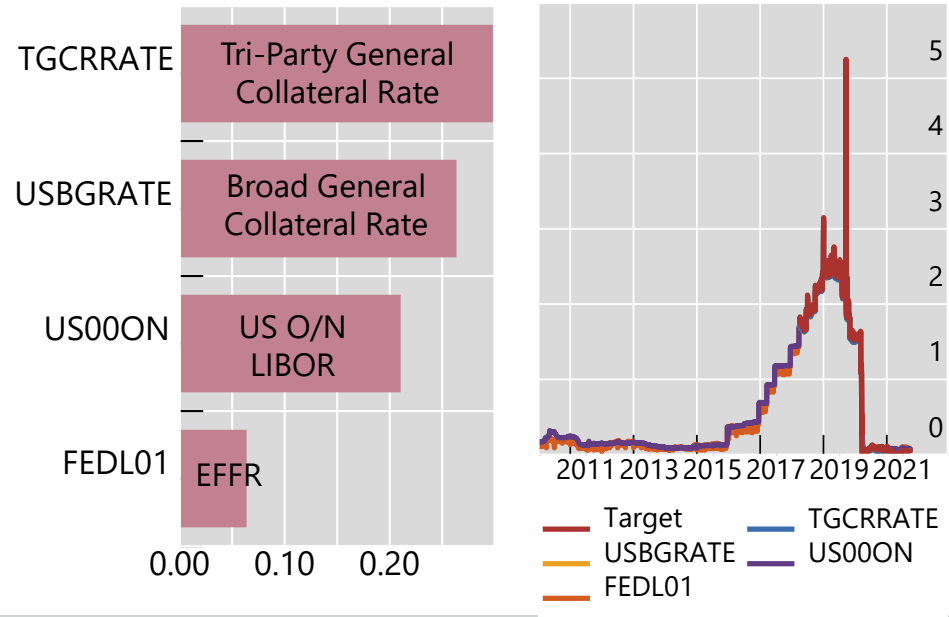 TGCRRATE
Tri-Party General
Collateral Rate
USBGRATE
Broad General
Collateral Rate
US00ON
US O/N
LIBOR
FEDL01
EFFR
0.00 0.10 0.20
5
4
3
2
1
0
2011 2013 2015 2017 2019 2021
Target TGCRRATE
USBGRATE US00ON
FEDL01